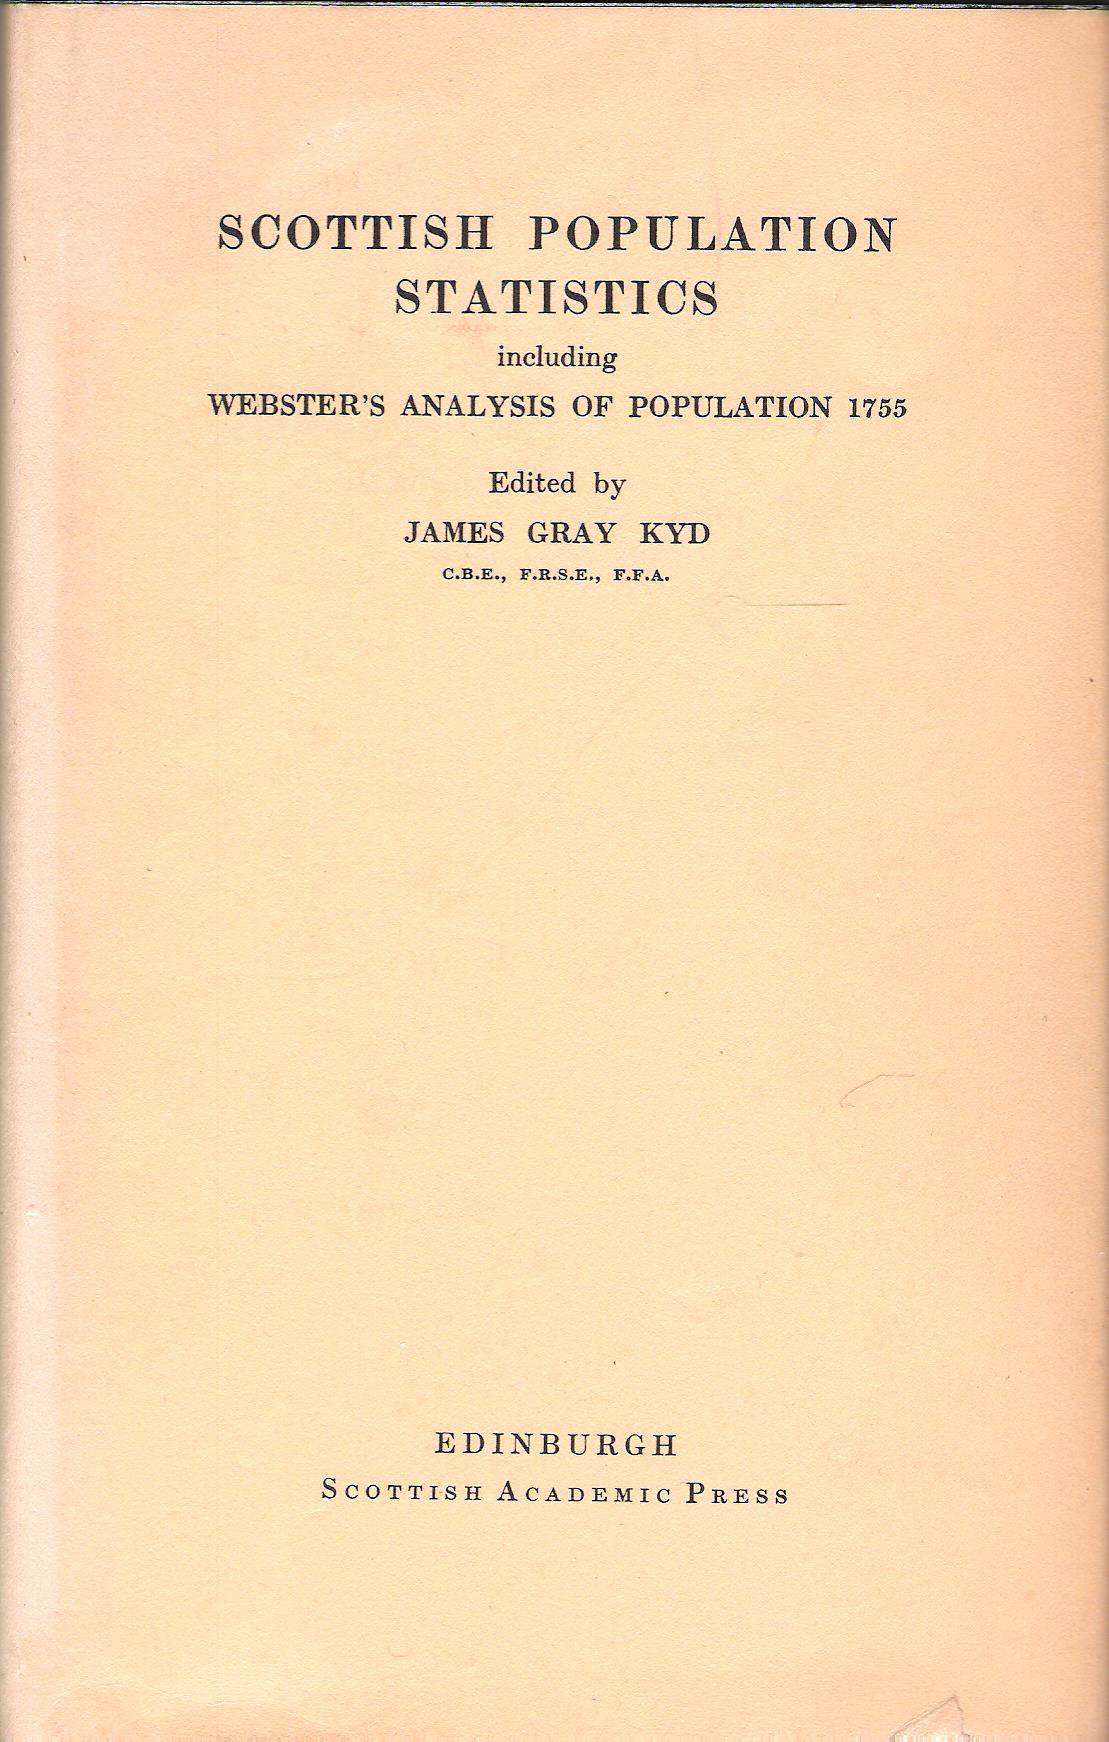 SCOTTISH POPULATION
STATISTICS
including
WEBSTER'S ANALYSIS OF POPULATION 1755
Edited by
JAMES GRAY KYD
C.B.E., F.R.S.E., F.F.A.
EDINBURGH
SCOTTISH ACADEMIC PRESS